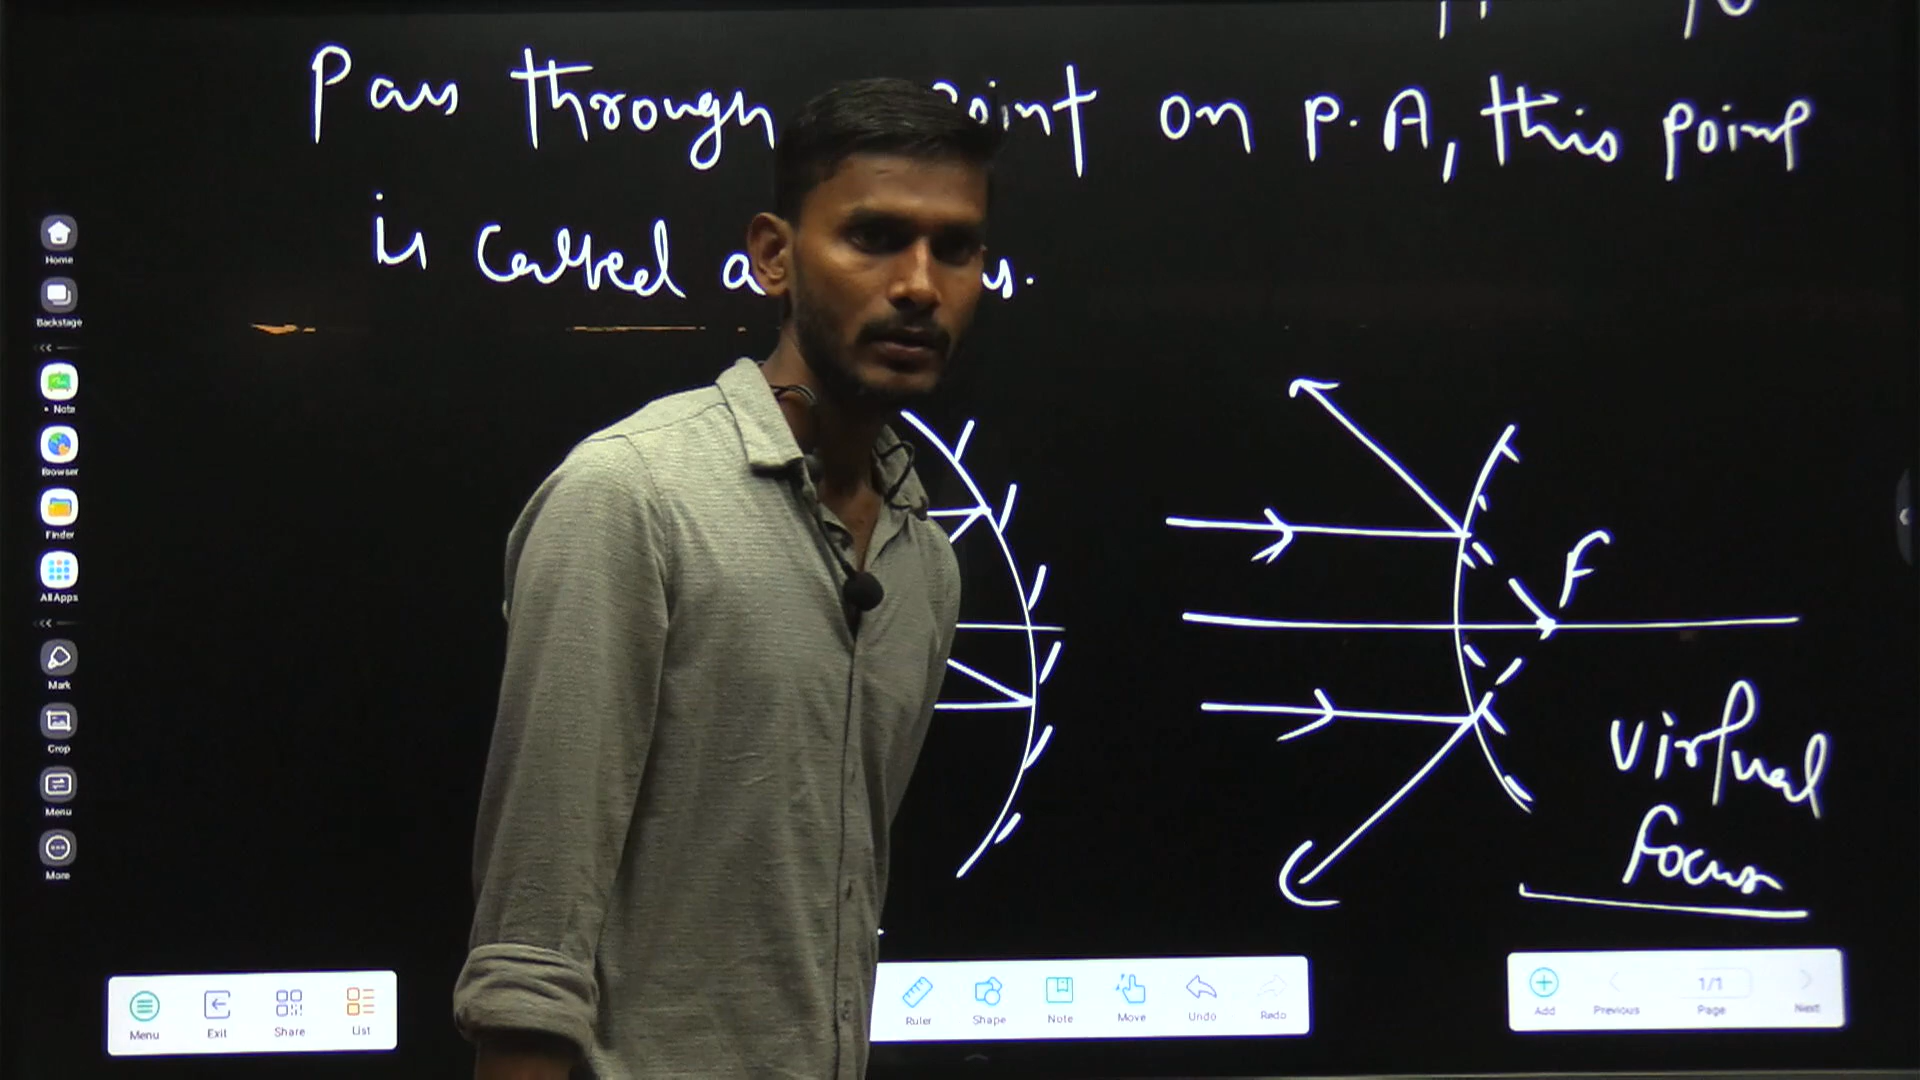 Pass through point on P.A, this point
is called a
F
Virtual
focus
Home
Backstage
Note
Browser
Finder
All Apps
Mark
Crop
Menu
More
Menu Exit Share List
Ruler Shape Note Move Undo Redo
Add Previous 1/1 Page Next